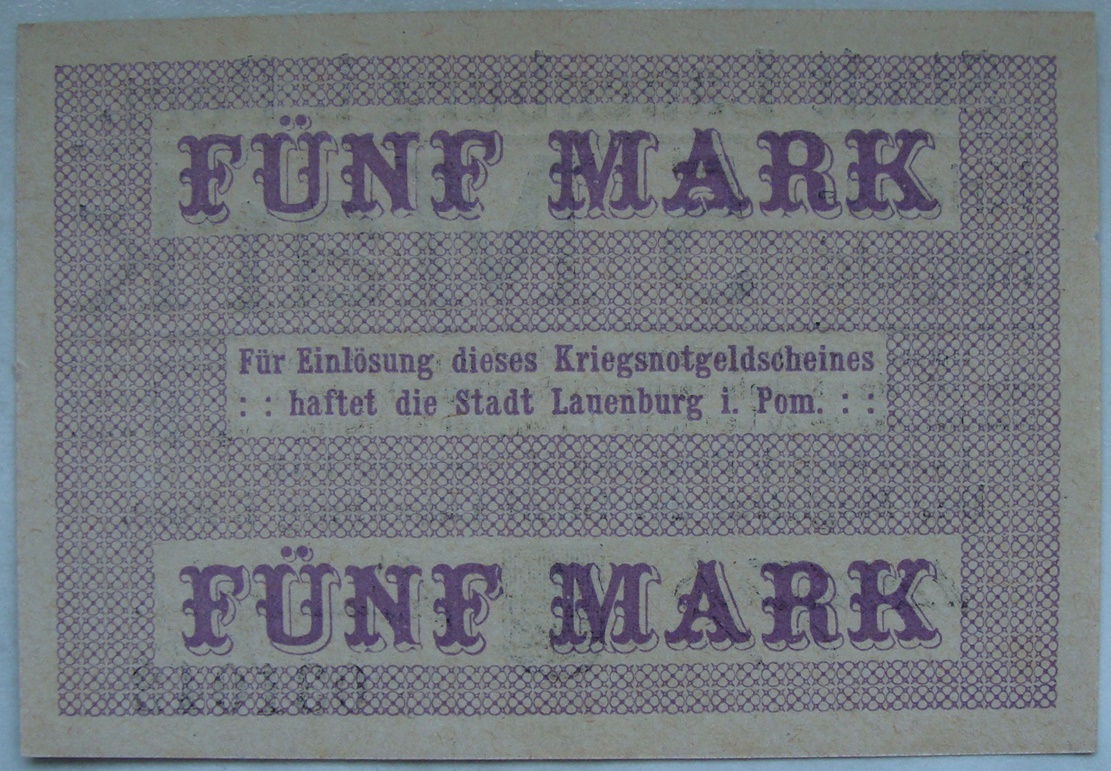 FÜNF MARK
Für Einlösung dieses Kriegsnotgeldscheines
: : haftet die Stadt Lauenburg i. Pom. : :
FÜNF MARK